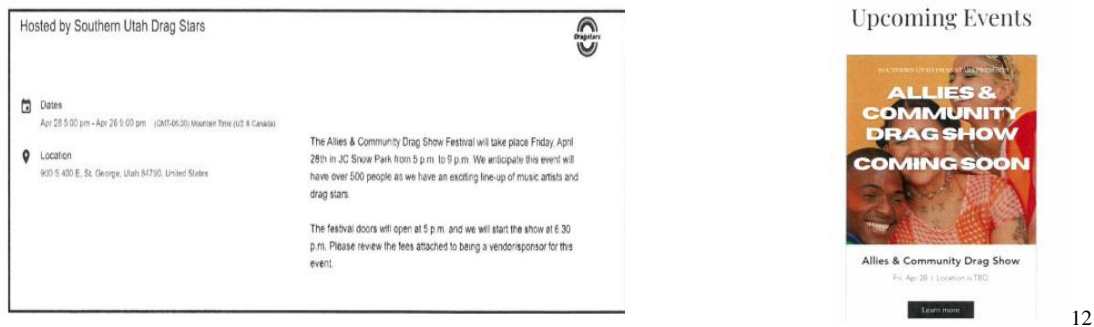 Hosted by Southern Utah Drag Stars
Dragstars
Dates
Apr 28 5:00 pm - Apr 28 9:00 pm (GMT-06:00) Mountain Time (US & Canada)
Location
900 S 400 E, St. George, Utah 84790, United States
The Allies & Community Drag Show Festival will take place Friday, April
28th in JC Snow Park from 5 p.m. to 9 p.m. We anticipate this event will
have over 500 people as we have an exciting line-up of music artists and
drag stars.
The festival doors will open at 5 p.m. and we will start the show at 6:30
p.m. Please review the fees attached to being a vendor/sponsor for this
event.
Upcoming Events
SOUTHERN UTAH DRAG STARS PRESENTS
ALLIES &
COMMUNITY
DRAG SHOW
COMING SOON
Allies & Community Drag Show
Fri, Apr 28 | Location is TBD
Learn more
12